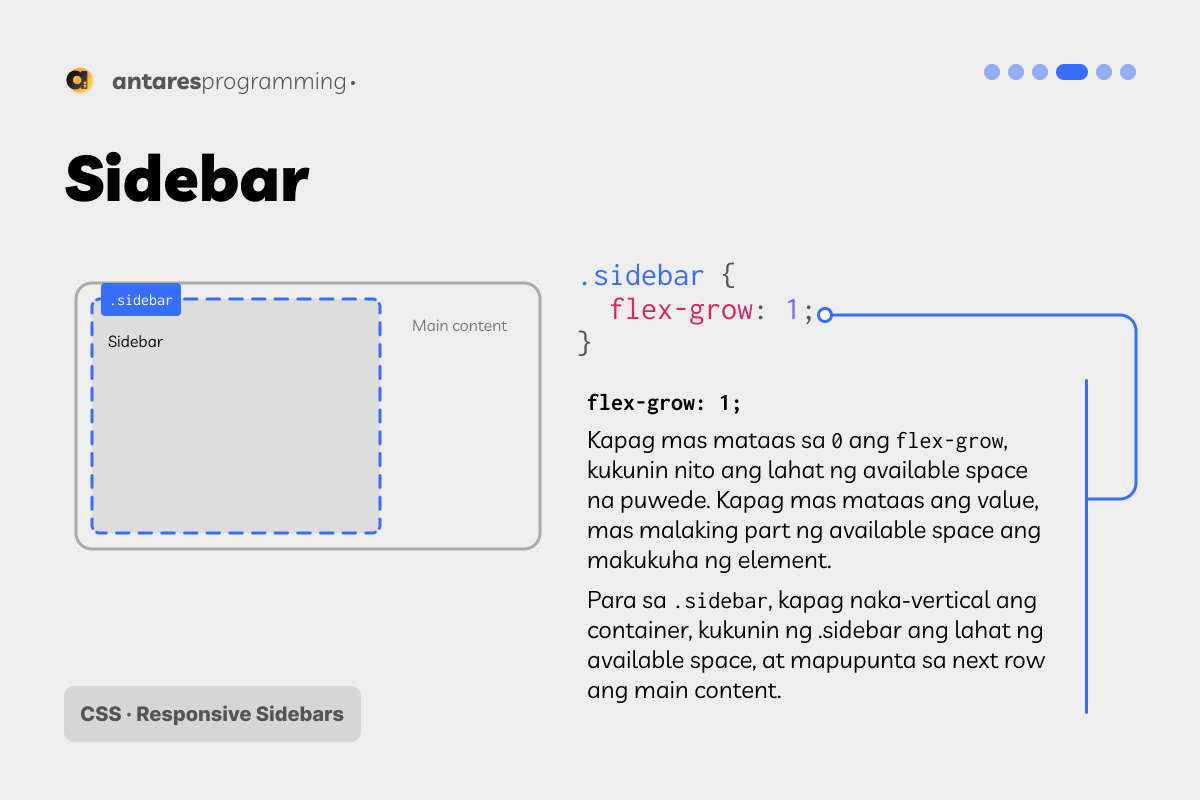 antaresprogramming·
Sidebar
.sidebar
Sidebar
Main content
.sidebar {
flex-grow: 1;
}
flex-grow: 1;
Kapag mas mataas sa 0 ang flex-grow,
kukunin nito ang lahat ng available space
na puwede. Kapag mas mataas ang value,
mas malaking part ng available space ang
makukuha ng element.
Para sa .sidebar, kapag naka-vertical ang
container, kukunin ng .sidebar ang lahat ng
available space, at mapupunta sa next row
ang main content.
CSS · Responsive Sidebars